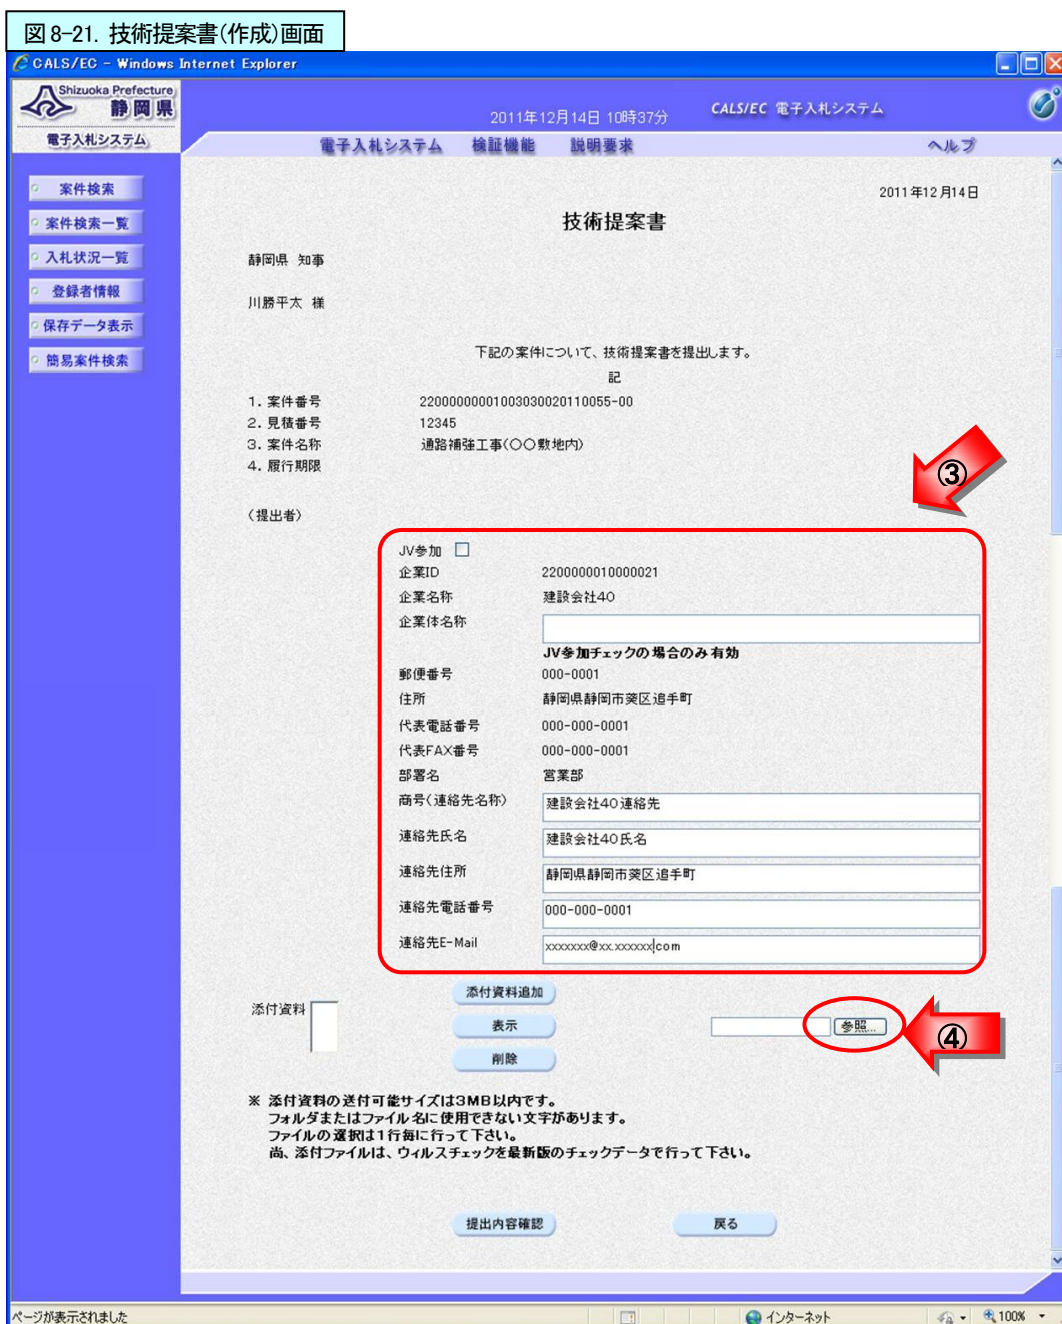 図 8-21. 技術提案書(作成)画面
CALS/EC - Windows Internet Explorer
Shizuoka Prefecture
静岡県
電子入札システム
2011年12月14日 10時37分
CALS/EC 電子入札システム
電子入札システム 検証機能 説明要求 ヘルプ
案件検索
案件検索一覧
入札状況一覧
登録者情報
保存データ表示
簡易案件検索
2011年12月14日
技術提案書
静岡県 知事
川勝平太 様
下記の案件について、技術提案書を提出します。
記
1. 案件番号 22000000001003030020110055-00
2. 見積番号 12345
3. 案件名称 通路補強工事(〇〇敷地内)
4. 履行期限
③
(提出者)
JV参加
企業ID 2200000010000021
企業名称 建設会社40
企業体名称
JV参加チェックの場合のみ有効
郵便番号 000-0001
住所 静岡県静岡市葵区追手町
代表電話番号 000-000-0001
代表FAX番号 000-000-0001
部署名 営業部
商号(連絡先名称) 建設会社40連絡先
連絡先氏名 建設会社40氏名
連絡先住所 静岡県静岡市葵区追手町
連絡先電話番号 000-000-0001
連絡先E-Mail xxxxxxx@xx.xxxxxx.com
添付資料
添付資料追加
表示
参照...
④
削除
※ 添付資料の送付可能サイズは3MB以内です。
フォルダまたはファイル名に使用できない文字があります。
ファイルの選択は1行毎に行って下さい。
尚、添付ファイルは、ウィルスチェックを最新版のチェックデータで行って下さい。
提出内容確認 戻る
ページが表示されました インターネット 100%